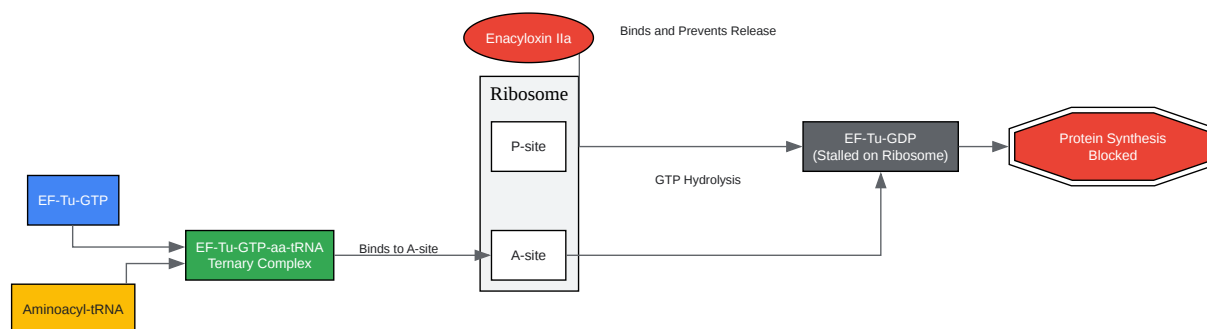 Enacyloxin IIa
Binds and Prevents Release
Ribosome
P-site
EF-Tu-GDP
(Stalled on Ribosome)
Protein Synthesis
Blocked
GTP Hydrolysis
EF-Tu-GTP
EF-Tu-GTP-aa-tRNA
Ternary Complex
Binds to A-site
A-site
Aminoacyl-tRNA